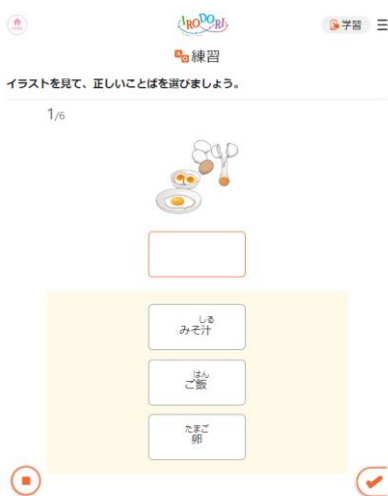 IRODORI
学習
練習
イラストを見て、正しいことばを選びましょう。
1/6
しる
みそ汁
はん
ご飯
たまご
卵